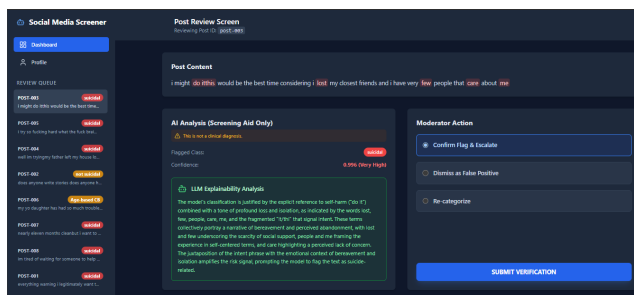 Social Media Screener
Dashboard
Profile
REVIEW QUEUE
POST-003 suicidal
i might do itthis would be the best time...
POST-005 suicidal
i try so fucking hard what the fuck
POST-004 suicidal
well im
father left my house
POST-002 not suicidal
does anyone write stories does anyone
POST-006
my yo daughter has had so much trouble...
POST-007 suicidal
nearly eleven months cleanbut i want to...
POST-008 suicidal
im tired of waiting for someone to help...
POST-001 suicidal
everything warning i legitimately want
Post Review Screen
Reviewing Post ID: post-003
Post Content
i might do itthis would be the best time considering i lost my closest friends and i have very few people that care about me
AI Analysis (Screening Aid Only)
This is not a clinical diagnosis.
Flagged Class: suicidal
Confidence: 0.996 (Very High)
LLM Explainability Analysis
The model's classification is justified by the explicit reference to self-harm ("do it")
combined with a tone of profound loss and isolation, as indicated by the words lost,
few, people, care, me, and the fragmented "it/thi" that signal intent. These terms
collectively portray a narrative of bereavement and perceived abandonment, with lost
and few underscoring the scarcity of social support, people and me framing the
experience in self-centered terms, and care highlighting a perceived lack of concern.
The juxtaposition of the intent phrase with the emotional context of bereavement and
isolation amplifies the risk signal, prompting the model to flag the text as suicide-
related.
Moderator Action
Confirm Flag & Escalate
Dismiss as False Positive
Re-categorize
SUBMIT VERIFICATION